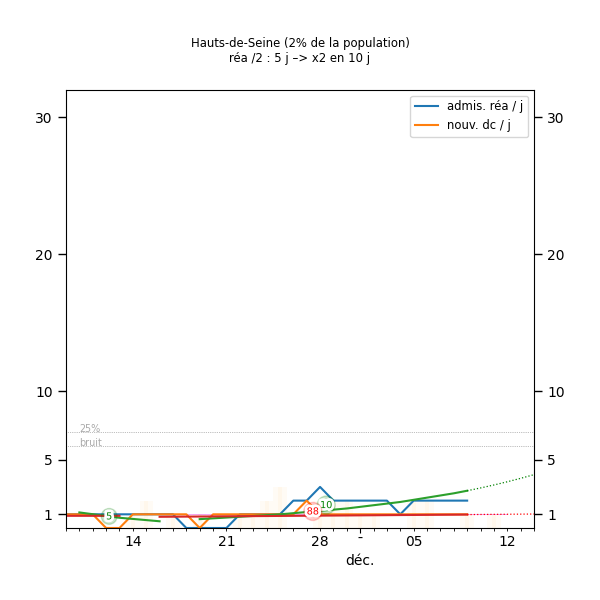 Hauts-de-Seine (2% de la population)
réa /2 : 5 j –> x2 en 10 j
admis. réa / j
nouv. dc / j
30 30
20 20
10 10
25%
bruit
5 5
5 88 10
1 1
14 21 28 - 05 12
déc.